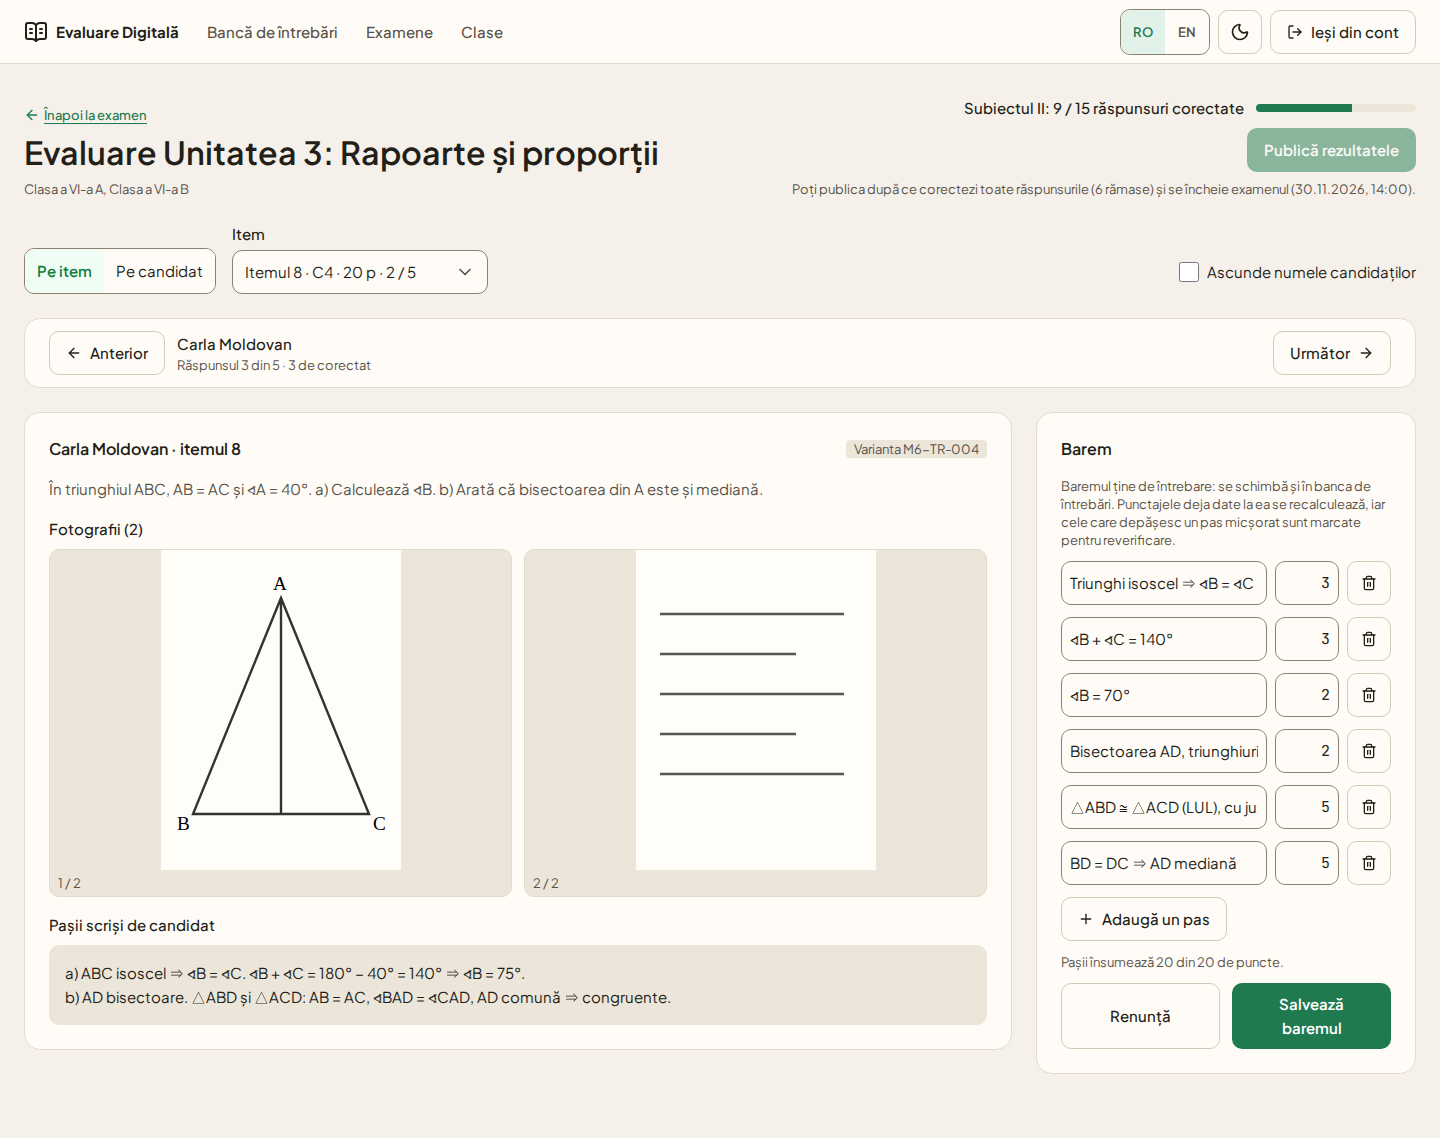 Evaluare Digitală
Bancă de întrebări
Examene
Clase
RO
EN
Ieși din cont
Înapoi la examen
Subiectul II: 9 / 15 răspunsuri corectate
Evaluare Unitatea 3: Rapoarte și proporții
Publică rezultatele
Clasa a VI-a A, Clasa a VI-a B
Poți publica după ce corectezi toate răspunsurile (6 rămase) și se încheie examenul (30.11.2026, 14:00).
Item
Pe item
Pe candidat
Itemul 8 · C4 · 20 p · 2 / 5
Ascunde numele candidaților
Anterior
Carla Moldovan
Răspunsul 3 din 5 · 3 de corectat
Următor
Carla Moldovan · itemul 8
Varianta M6-TR-004
În triunghiul ABC, AB = AC și ∢A = 40°. a) Calculează ∢B. b) Arată că bisectoarea din A este și mediană.
Fotografii (2)
A
B
C
1 / 2
2 / 2
Pașii scriși de candidat
a) ABC isoscel ⇒ ∢B = ∢C. ∢B + ∢C = 180° − 40° = 140° ⇒ ∢B = 75°.
b) AD bisectoare. △ABD și △ACD: AB = AC, ∢BAD = ∢CAD, AD comună ⇒ congruente.
Barem
Baremul ține de întrebare: se schimbă și în banca de
întrebări. Punctajele deja date la ea se recalculează, iar
cele care depășesc un pas micșorat sunt marcate
pentru reverificare.
Triunghi isoscel ⇒ ∢B = ∢C
3
∢B + ∢C = 140°
3
∢B = 70°
2
Bisectoarea AD, triunghiuri
2
△ABD ≅ △ACD (LUL), cu ju
5
BD = DC ⇒ AD mediană
5
Adaugă un pas
Pașii însumează 20 din 20 de puncte.
Renunță
Salvează
baremul